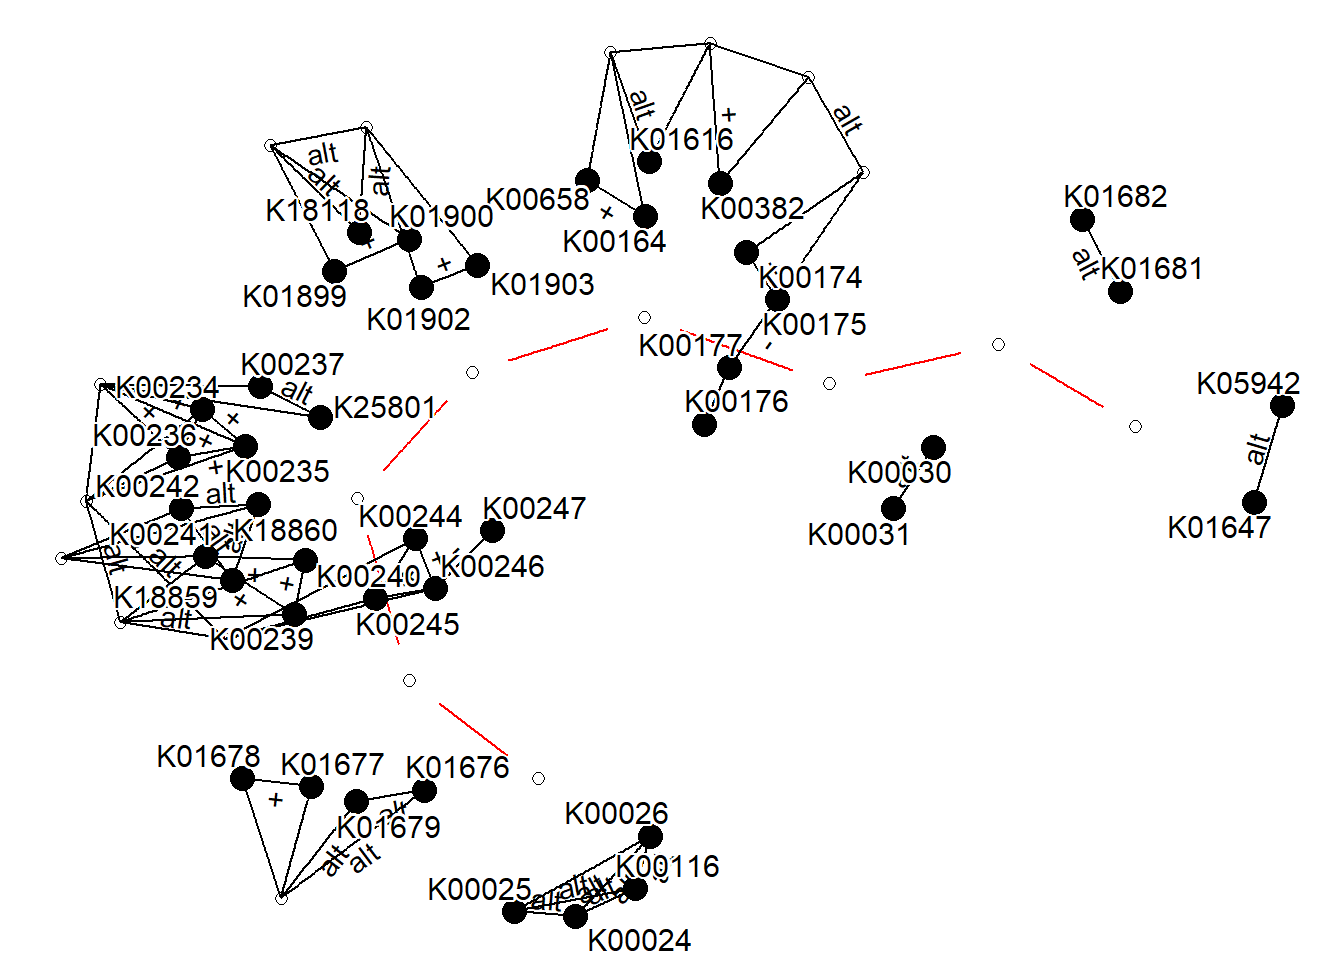 alt
alt
K01616
+
alt
alt
alt
K18118
K01900
+
alt
+
K00658
+
K00164
K00382
K01682
K01681
alt
K01899
K01902
K01903
K00174
K00175
K00177
-
K00176
K00237
K00234
alt
K25801
+
+
+
K00236
+
K00235
K00242
alt
K05942
alt
K01647
K00030
K00031
K00241
K18860
K00244
K00247
K00246
+
alt
alt
alt
+
+
K00240
K18859
+
alt
K00239
K00245
K01678
K01677
K01676
+
alt
K01679
alt
alt
K00026
K00116
K00025
alt
alt
alt
K00024